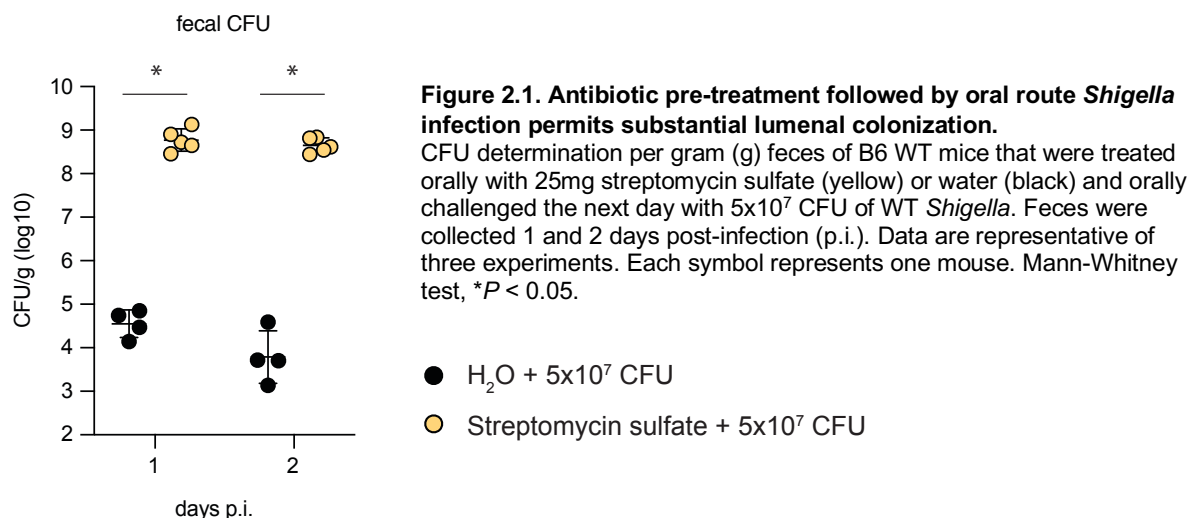 fecal CFU
*
*
10
9
8
7
6
5
4
3
2
CFU/g (log10)
1
2
days p.i.
Figure 2.1. Antibiotic pre-treatment followed by oral route Shigella
infection permits substantial lumenal colonization.
CFU determination per gram (g) feces of B6 WT mice that were treated
orally with 25mg streptomycin sulfate (yellow) or water (black) and orally
challenged the next day with 5x10⁷ CFU of WT Shigella. Feces were
collected 1 and 2 days post-infection (p.i.). Data are representative of
three experiments. Each symbol represents one mouse. Mann-Whitney
test, *P < 0.05.
H₂O + 5x10⁷ CFU
Streptomycin sulfate + 5x10⁷ CFU